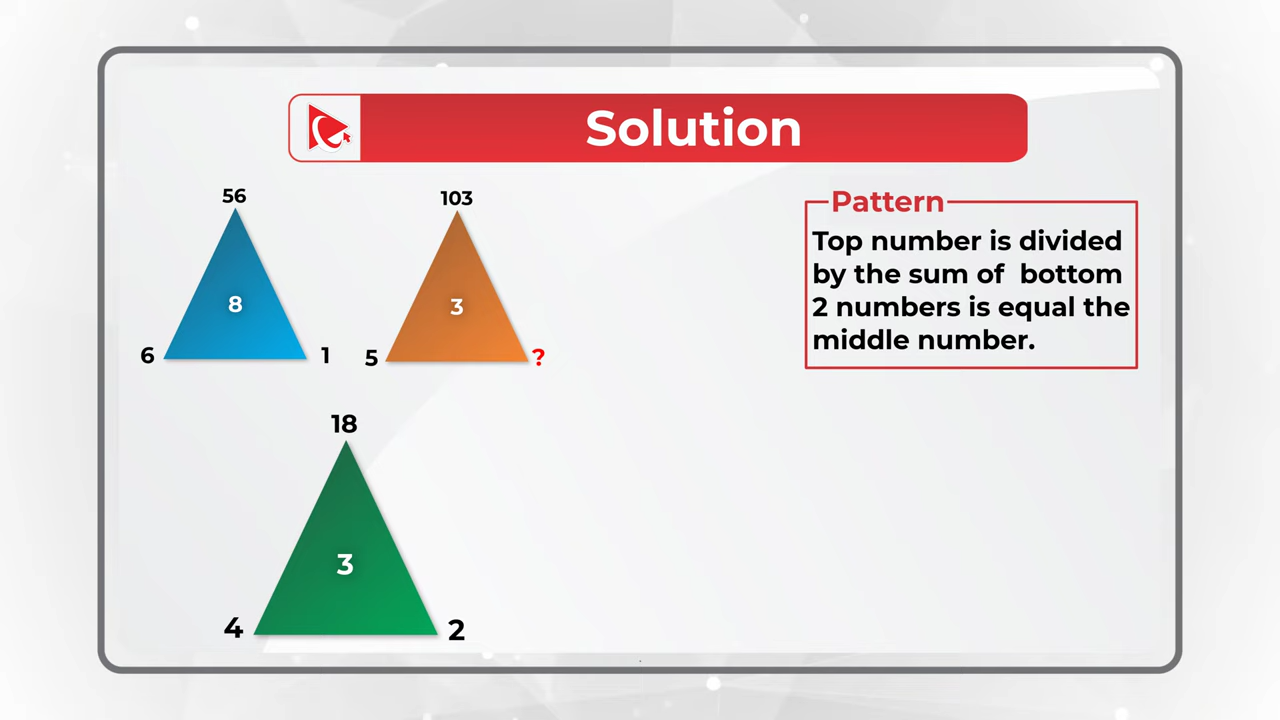 Solution
56
103
8
3
6
1
5
?
18
3
4
2
Pattern
Top number is divided
by the sum of bottom
2 numbers is equal the
middle number.